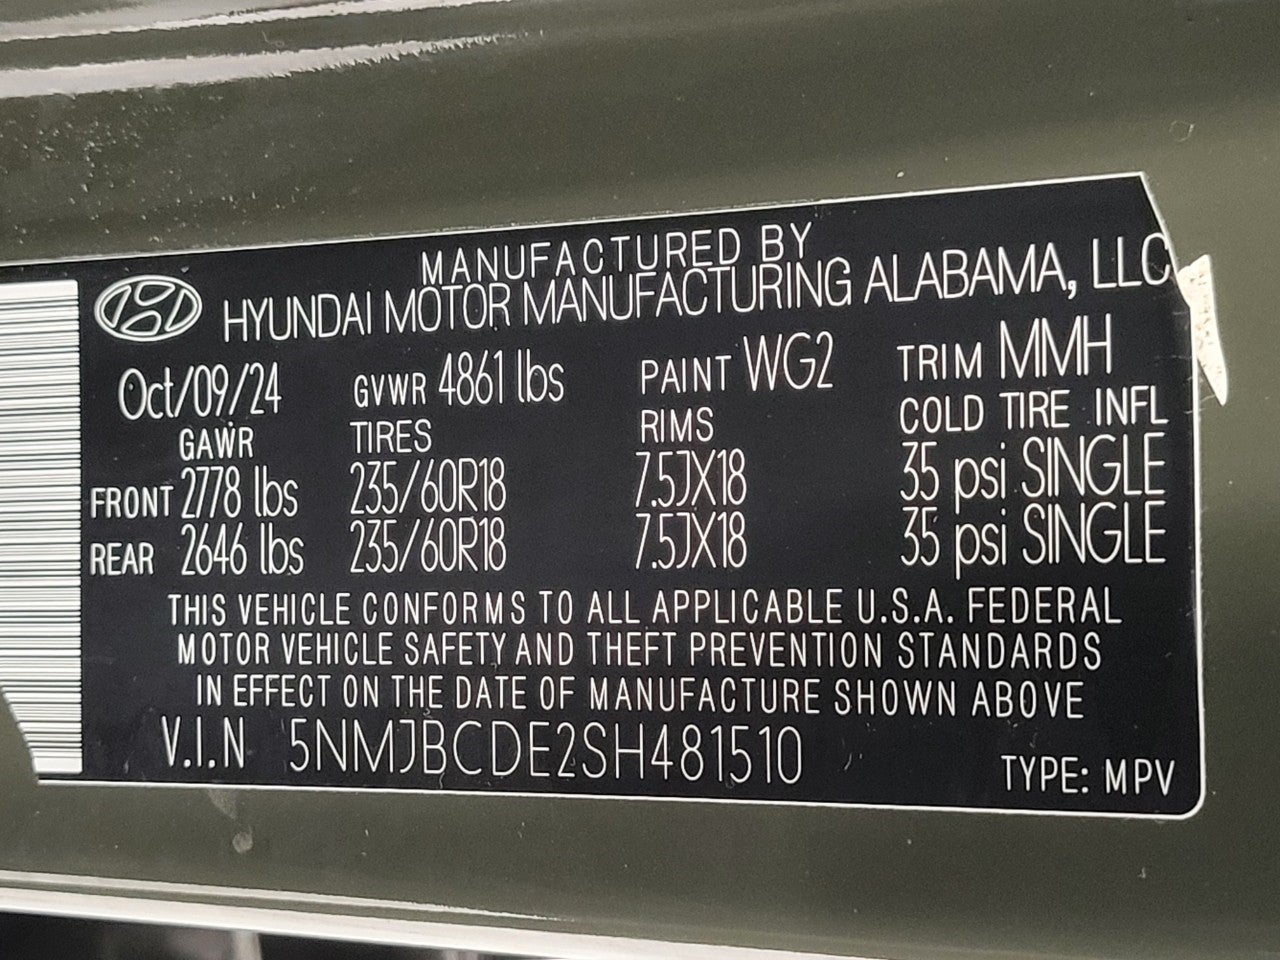 MANUFACTURED BY
HYUNDAI MOTOR MANUFACTURING ALABAMA, LLC
Oct/09/24 GVWR 4861 lbs PAINT WG2 TRIM MMH
GAWR TIRES RIMS COLD TIRE INFL
FRONT 2778 lbs 235/60R18 7.5JX18 35 psi SINGLE
REAR 2646 lbs 235/60R18 7.5JX18 35 psi SINGLE
THIS VEHICLE CONFORMS TO ALL APPLICABLE U.S.A. FEDERAL
MOTOR VEHICLE SAFETY AND THEFT PREVENTION STANDARDS
IN EFFECT ON THE DATE OF MANUFACTURE SHOWN ABOVE
V.I.N 5NMJBCDE2SH481510 TYPE: MPV